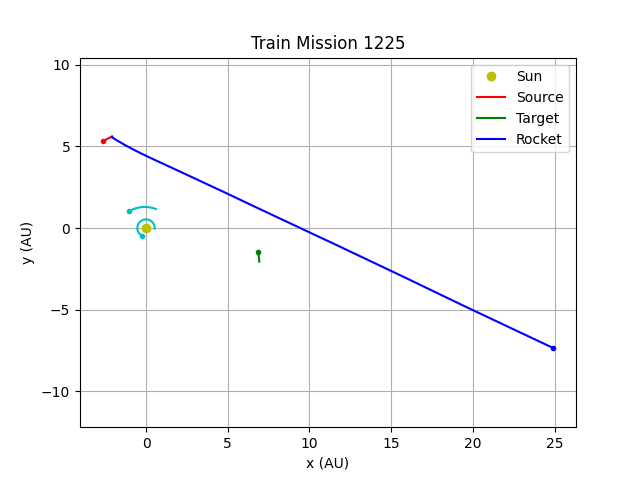 Train Mission 1225
Sun
Source
Target
Rocket
10
5
0
−5
−10
y (AU)
0
5
10
15
20
25
x (AU)